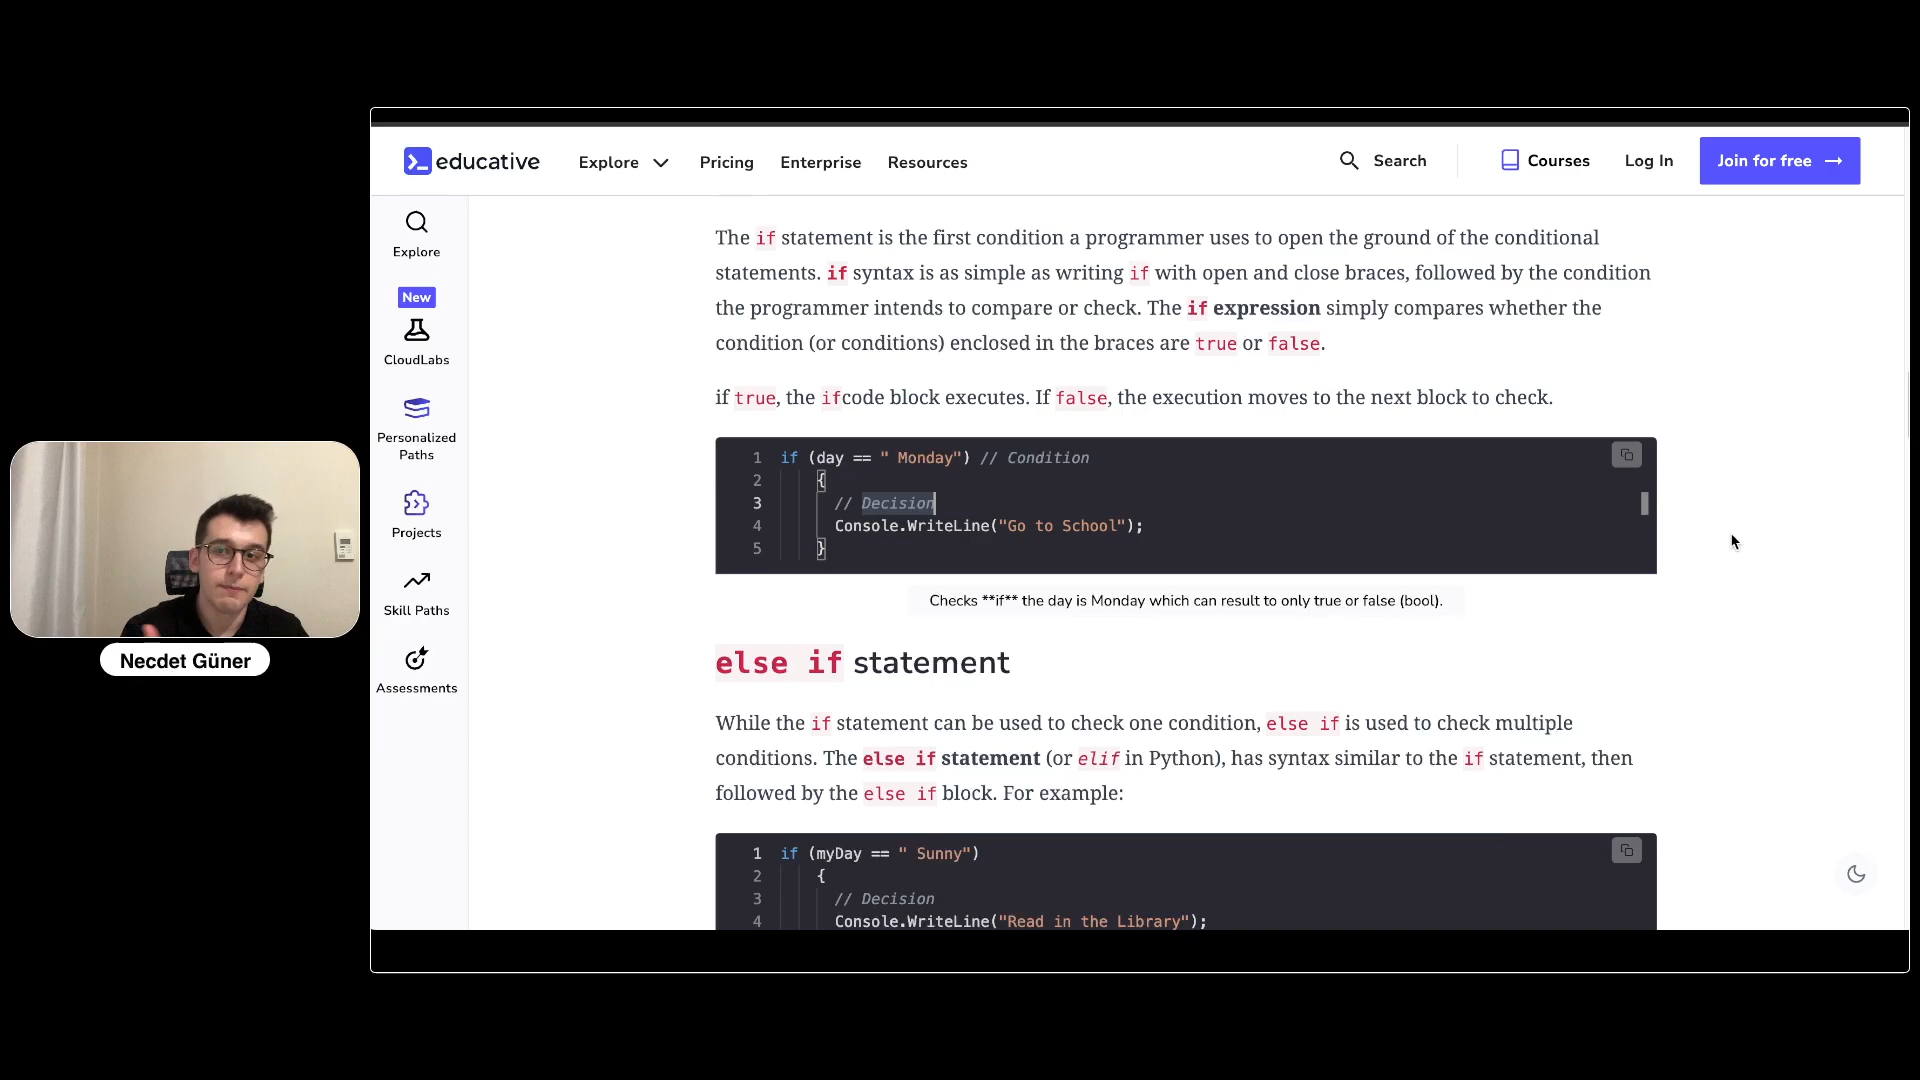 educative
Explore
Pricing
Enterprise
Resources
Search
Courses
Log In
Join for free
Explore
New
CloudLabs
Personalized
Paths
Projects
Skill Paths
Assessments
The if statement is the first condition a programmer uses to open the ground of the conditional
statements. if syntax is as simple as writing if with open and close braces, followed by the condition
the programmer intends to compare or check. The if expression simply compares whether the
condition (or conditions) enclosed in the braces are true or false.
if true, the ifcode block executes. If false, the execution moves to the next block to check.
1 if (day == " Monday") // Condition
2 {
3 // Decision
4 Console.WriteLine("Go to School");
5 }
Checks **if** the day is Monday which can result to only true or false (bool).
else if statement
While the if statement can be used to check one condition, else if is used to check multiple
conditions. The else if statement (or elif in Python), has syntax similar to the if statement, then
followed by the else if block. For example:
1 if (myDay == " Sunny")
2 {
3 // Decision
4 Console.WriteLine("Read in the Library");
Necdet Güner